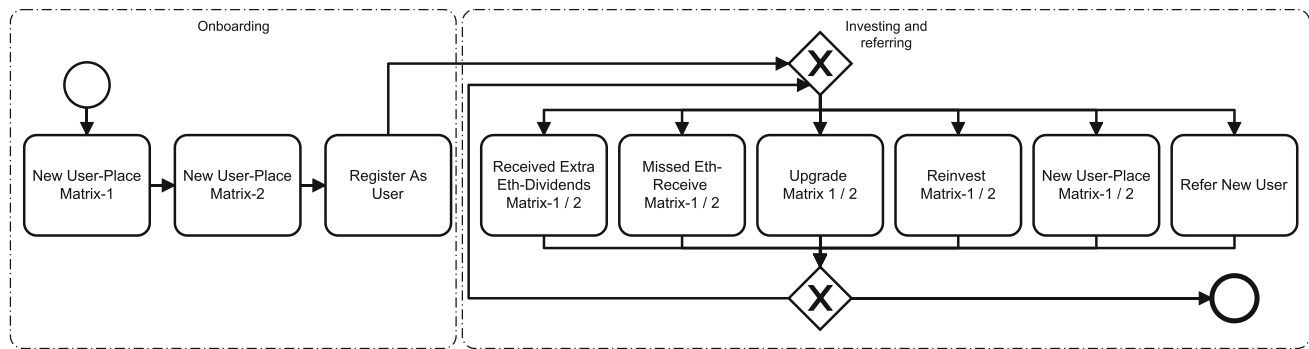 Onboarding
Investing and
referring
X
New User-Place
Matrix-1
New User-Place
Matrix-2
Register As
User
Received Extra
Eth-Dividends
Matrix-1 / 2
Missed Eth-
Receive
Matrix-1 / 2
Upgrade
Matrix 1 / 2
Reinvest
Matrix-1 / 2
New User-Place
Matrix-1 / 2
Refer New User
X